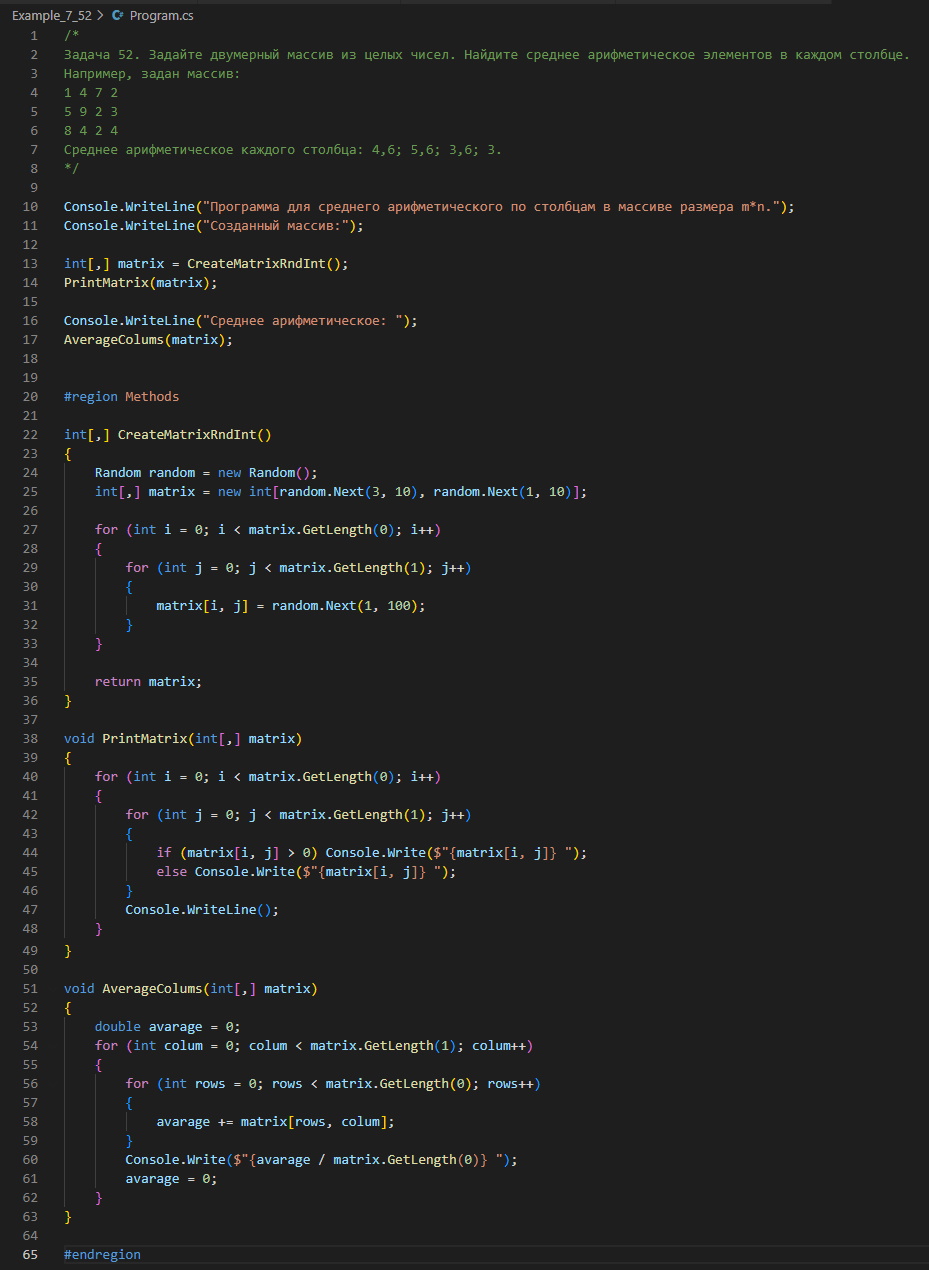 Example_7_52 > Program.cs
1 /*
2 Задача 52. Задайте двумерный массив из целых чисел. Найдите среднее арифметическое элементов в каждом столбце.
3 Например, задан массив:
4 1 4 7 2
5 5 9 2 3
6 8 4 2 4
7 Среднее арифметическое каждого столбца: 4,6; 5,6; 3,6; 3.
8 */
9
10 Console.WriteLine("Программа для среднего арифметического по столбцам в массиве размера m*n.");
11 Console.WriteLine("Созданный массив:");
12
13 int[,] matrix = CreateMatrixRndInt();
14 PrintMatrix(matrix);
15
16 Console.WriteLine("Среднее арифметическое: ");
17 AverageColums(matrix);
18
19
20 #region Methods
21
22 int[,] CreateMatrixRndInt()
23 {
24     Random random = new Random();
25     int[,] matrix = new int[random.Next(3, 10), random.Next(1, 10)];
26
27     for (int i = 0; i < matrix.GetLength(0); i++)
28     {
29         for (int j = 0; j < matrix.GetLength(1); j++)
30         {
31             matrix[i, j] = random.Next(1, 100);
32         }
33     }
34
35     return matrix;
36 }
37
38 void PrintMatrix(int[,] matrix)
39 {
40     for (int i = 0; i < matrix.GetLength(0); i++)
41     {
42         for (int j = 0; j < matrix.GetLength(1); j++)
43         {
44             if (matrix[i, j] > 0) Console.Write($"{matrix[i, j]} ");
45             else Console.Write($"{matrix[i, j]} ");
46         }
47         Console.WriteLine();
48     }
49 }
50
51 void AverageColums(int[,] matrix)
52 {
53     double avarage = 0;
54     for (int colum = 0; colum < matrix.GetLength(1); colum++)
55     {
56         for (int rows = 0; rows < matrix.GetLength(0); rows++)
57         {
58             avarage += matrix[rows, colum];
59         }
60         Console.Write($"{avarage / matrix.GetLength(0)} ");
61         avarage = 0;
62     }
63 }
64
65 #endregion